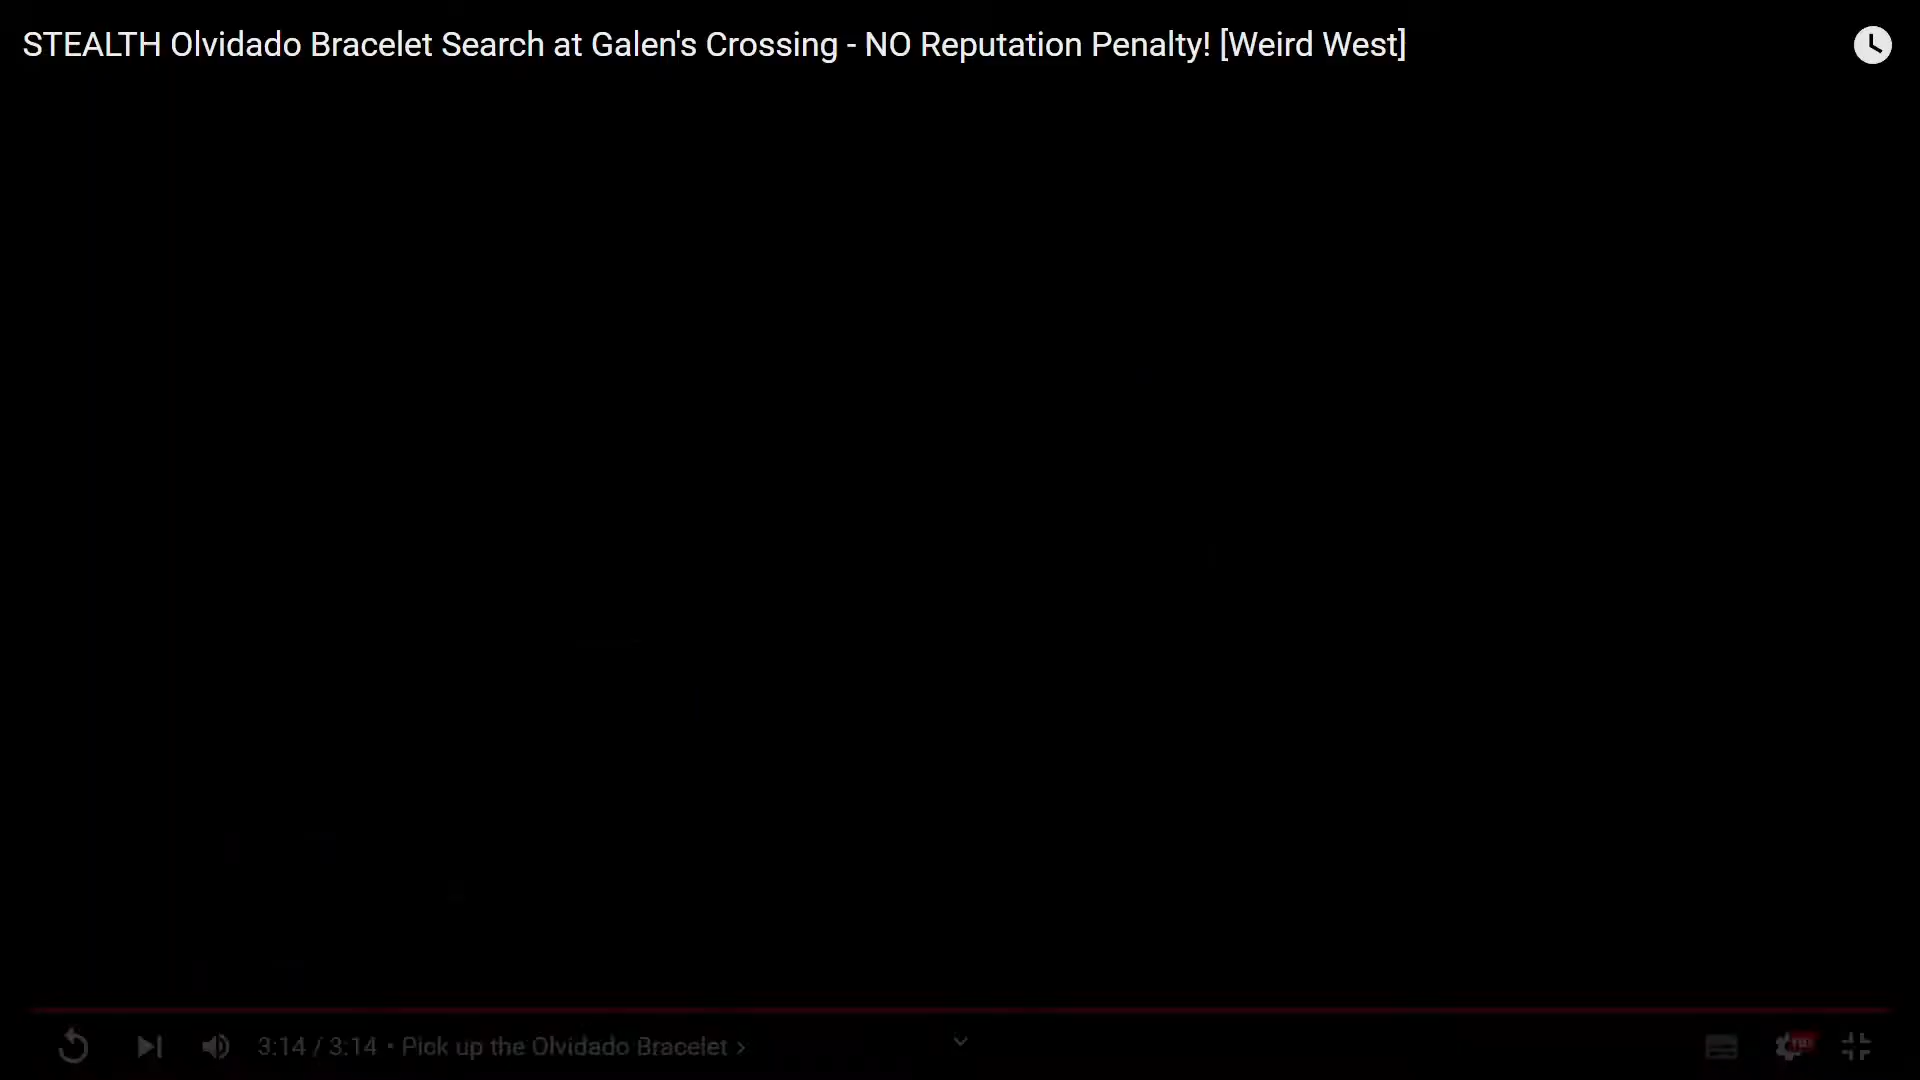 STEALTH Olvidado Bracelet Search at Galen's Crossing - NO Reputation Penalty! [Weird West]
3:14 / 3:14 • Pick up the Olvidado Bracelet >
HD